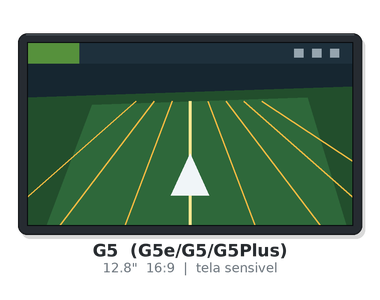 G5 (G5e/G5/G5Plus)
12.8" 16:9 | tela sensivel